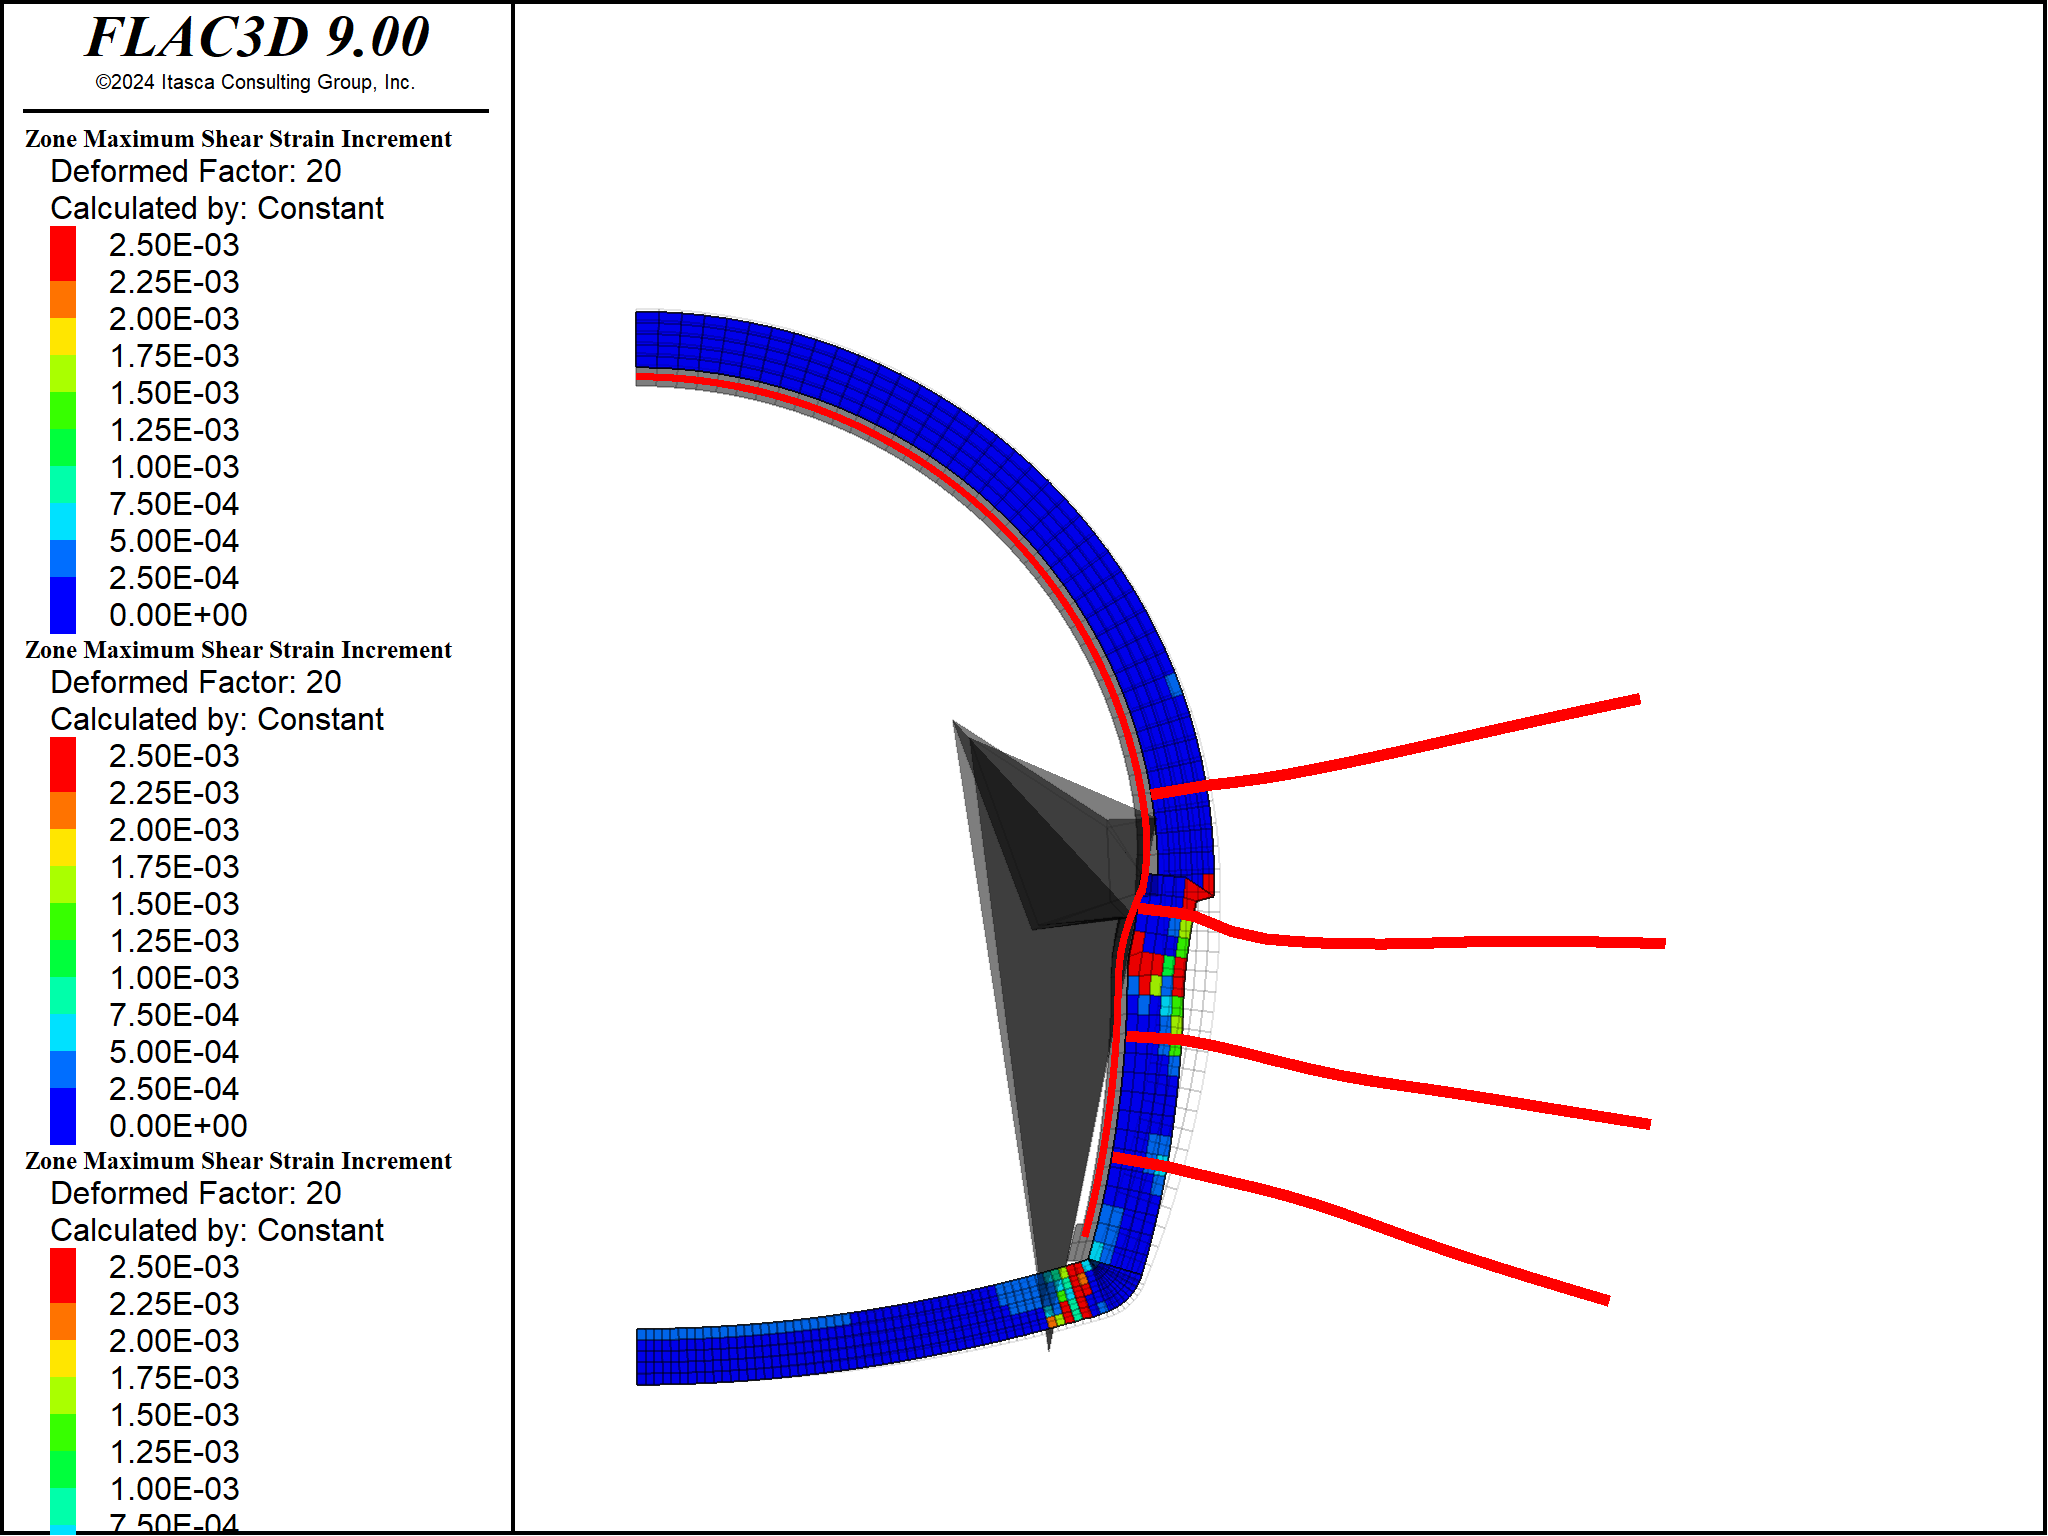 FLAC3D 9.00
©2024 Itasca Consulting Group, Inc.
Zone Maximum Shear Strain Increment
Deformed Factor: 20
Calculated by: Constant
2.50E-03
2.25E-03
2.00E-03
1.75E-03
1.50E-03
1.25E-03
1.00E-03
7.50E-04
5.00E-04
2.50E-04
0.00E+00
Zone Maximum Shear Strain Increment
Deformed Factor: 20
Calculated by: Constant
2.50E-03
2.25E-03
2.00E-03
1.75E-03
1.50E-03
1.25E-03
1.00E-03
7.50E-04
5.00E-04
2.50E-04
0.00E+00
Zone Maximum Shear Strain Increment
Deformed Factor: 20
Calculated by: Constant
2.50E-03
2.25E-03
2.00E-03
1.75E-03
1.50E-03
1.25E-03
1.00E-03
7.50E-04